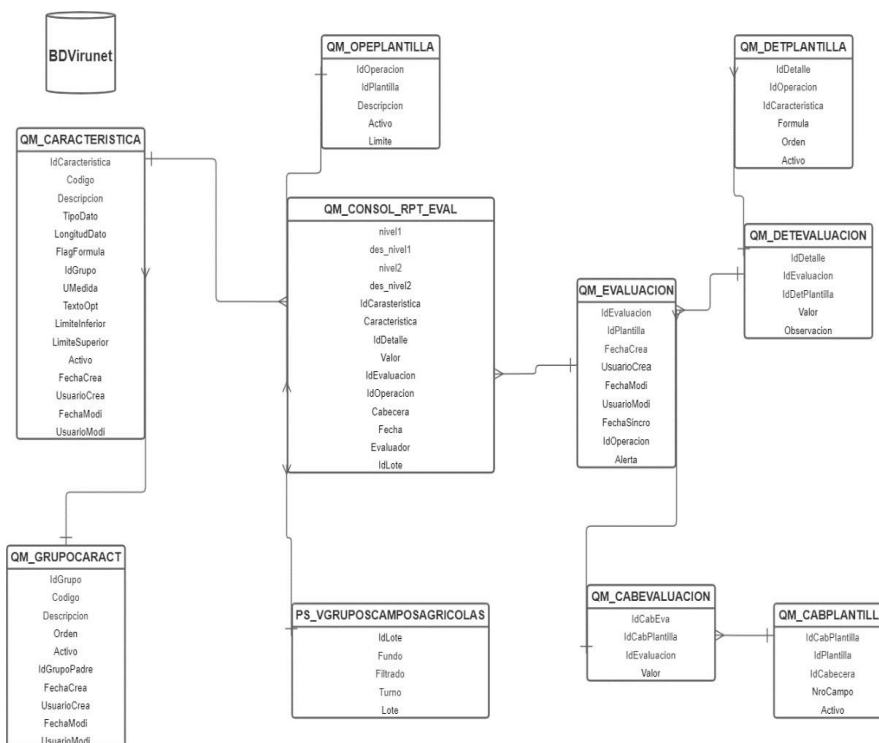 BDVirunet
QM_OPEPLANTILLA
IdOperacion
IdPlantilla
Descripcion
Activo
Limite
QM_DETPLANTILLA
IdDetalle
IdOperacion
IdCaracteristica
Formula
Orden
Activo
QM_CARACTERISTICA
IdCaracteristica
Codigo
Descripcion
TipoDato
LongitudDato
FlagFormula
IdGrupo
UMedida
TextoOpt
LimiteInferior
LimiteSuperior
Activo
FechaCrea
UsuarioCrea
FechaModi
UsuarioModi
QM_CONSOL_RPT_EVAL
nivel1
des_nivel1
nivel2
des_nivel2
IdCarasteristica
Caracteristica
IdDetalle
Valor
IdEvaluacion
IdOperacion
Cabecera
Fecha
Evaluador
IdLote
QM_DETEVALUACION
IdDetalle
IdEvaluacion
IdDetPlantilla
Valor
Observacion
QM_EVALUACION
IdEvaluacion
IdPlantilla
FechaCrea
UsuarioCrea
FechaModi
UsuarioModi
FechaSincro
IdOperacion
Alerta
QM_GRUPOCARACT
IdGrupo
Codigo
Descripcion
Orden
Activo
IdGrupoPadre
FechaCrea
UsuarioCrea
FechaModi
UsuarioModi
PS_VGRUPOSCAMPOSAGRICOLAS
IdLote
Fundo
Filtrado
Turno
Lote
QM_CABEVALUACION
IdCabEva
IdCabPlantilla
IdEvaluacion
Valor
QM_CABPLANTILL
IdCabPlantilla
IdPlantilla
IdCabecera
NroCampo
Activo